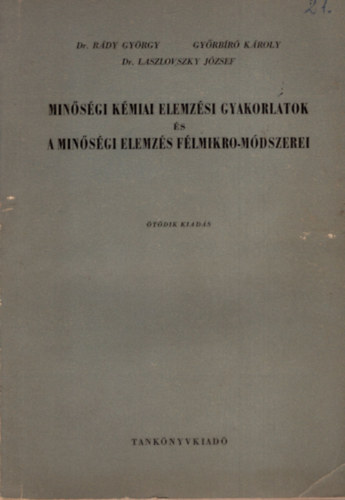 21.
Dr. RÁDY GYÖRGY GYŐRBÍRÓ KÁROLY
Dr. LASZLOVSZKY JÓZSEF
MINŐSÉGI KÉMIAI ELEMZÉSI GYAKORLATOK
ÉS
A MINŐSÉGI ELEMZÉS FÉLMIKRO-MÓDSZEREI
ÖTÖDIK KIADÁS
TANKÖNYVKIADÓ